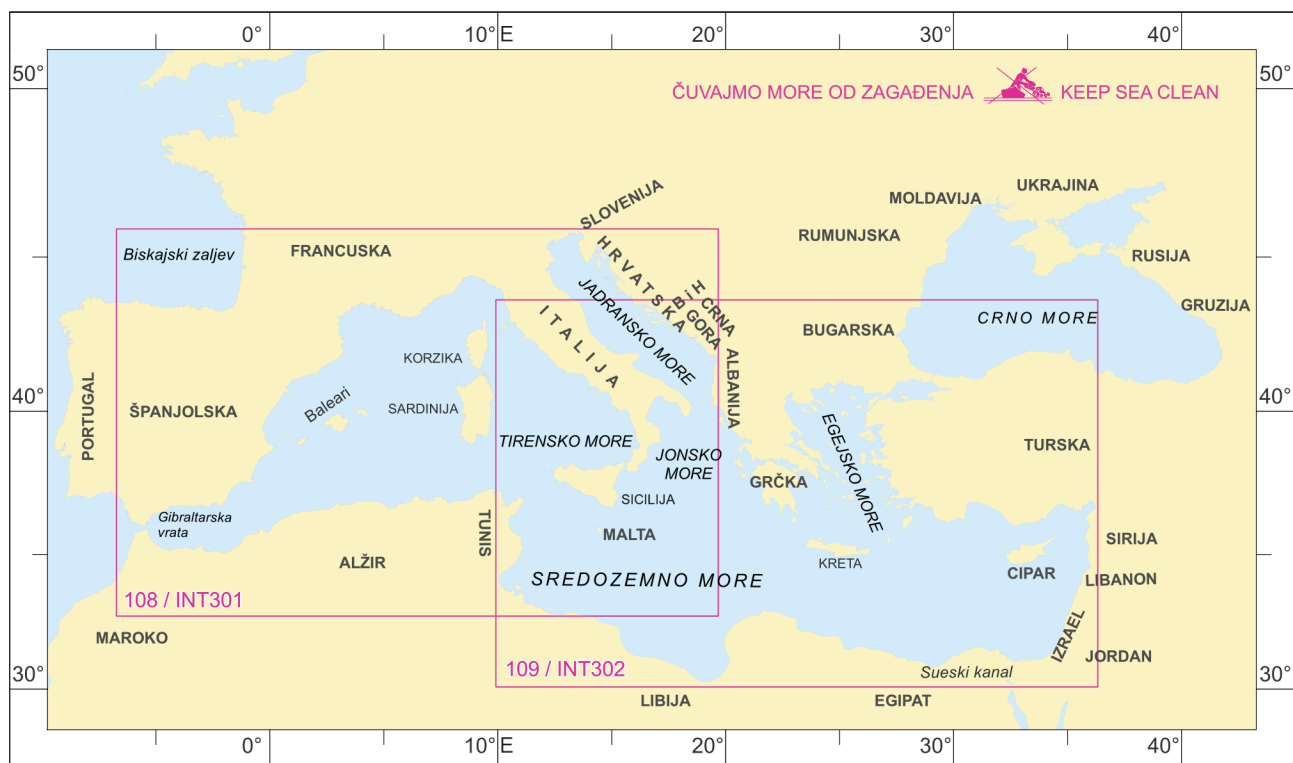 0° 10°E 20° 30° 40°
50° 50°
ČUVAJMO MORE OD ZAGAĐENJA KEEP SEA CLEAN
UKRAJINA
MOLDAVIJA
SLOVENIJA
RUMUNJSKA
Biskajski zaljev
FRANCUSKA
HRVATSKA
RUSIJA
BiH
CRNA
GORA
GRUZIJA
JADRANSKO MORE
ITALIJA
CRNO MORE
BUGARSKA
KORZIKA
ALBANIJA
40° 40°
PORTUGAL
ŠPANJOLSKA
Baleari
SARDINIJA
TIRENSKO MORE
EGEJSKO MORE
TURSKA
JONSKO
MORE
GRČKA
SICILIJA
Gibraltarska
vrata
TUNIS
MALTA
SIRIJA
ALŽIR
KRETA
CIPAR
LIBANON
SREDOZEMNO MORE
108 / INT301
MAROKO
IZRAEL
JORDAN
109 / INT302
Sueski kanal
30° 30°
LIBIJA
EGIPAT
0° 10°E 20° 30° 40°